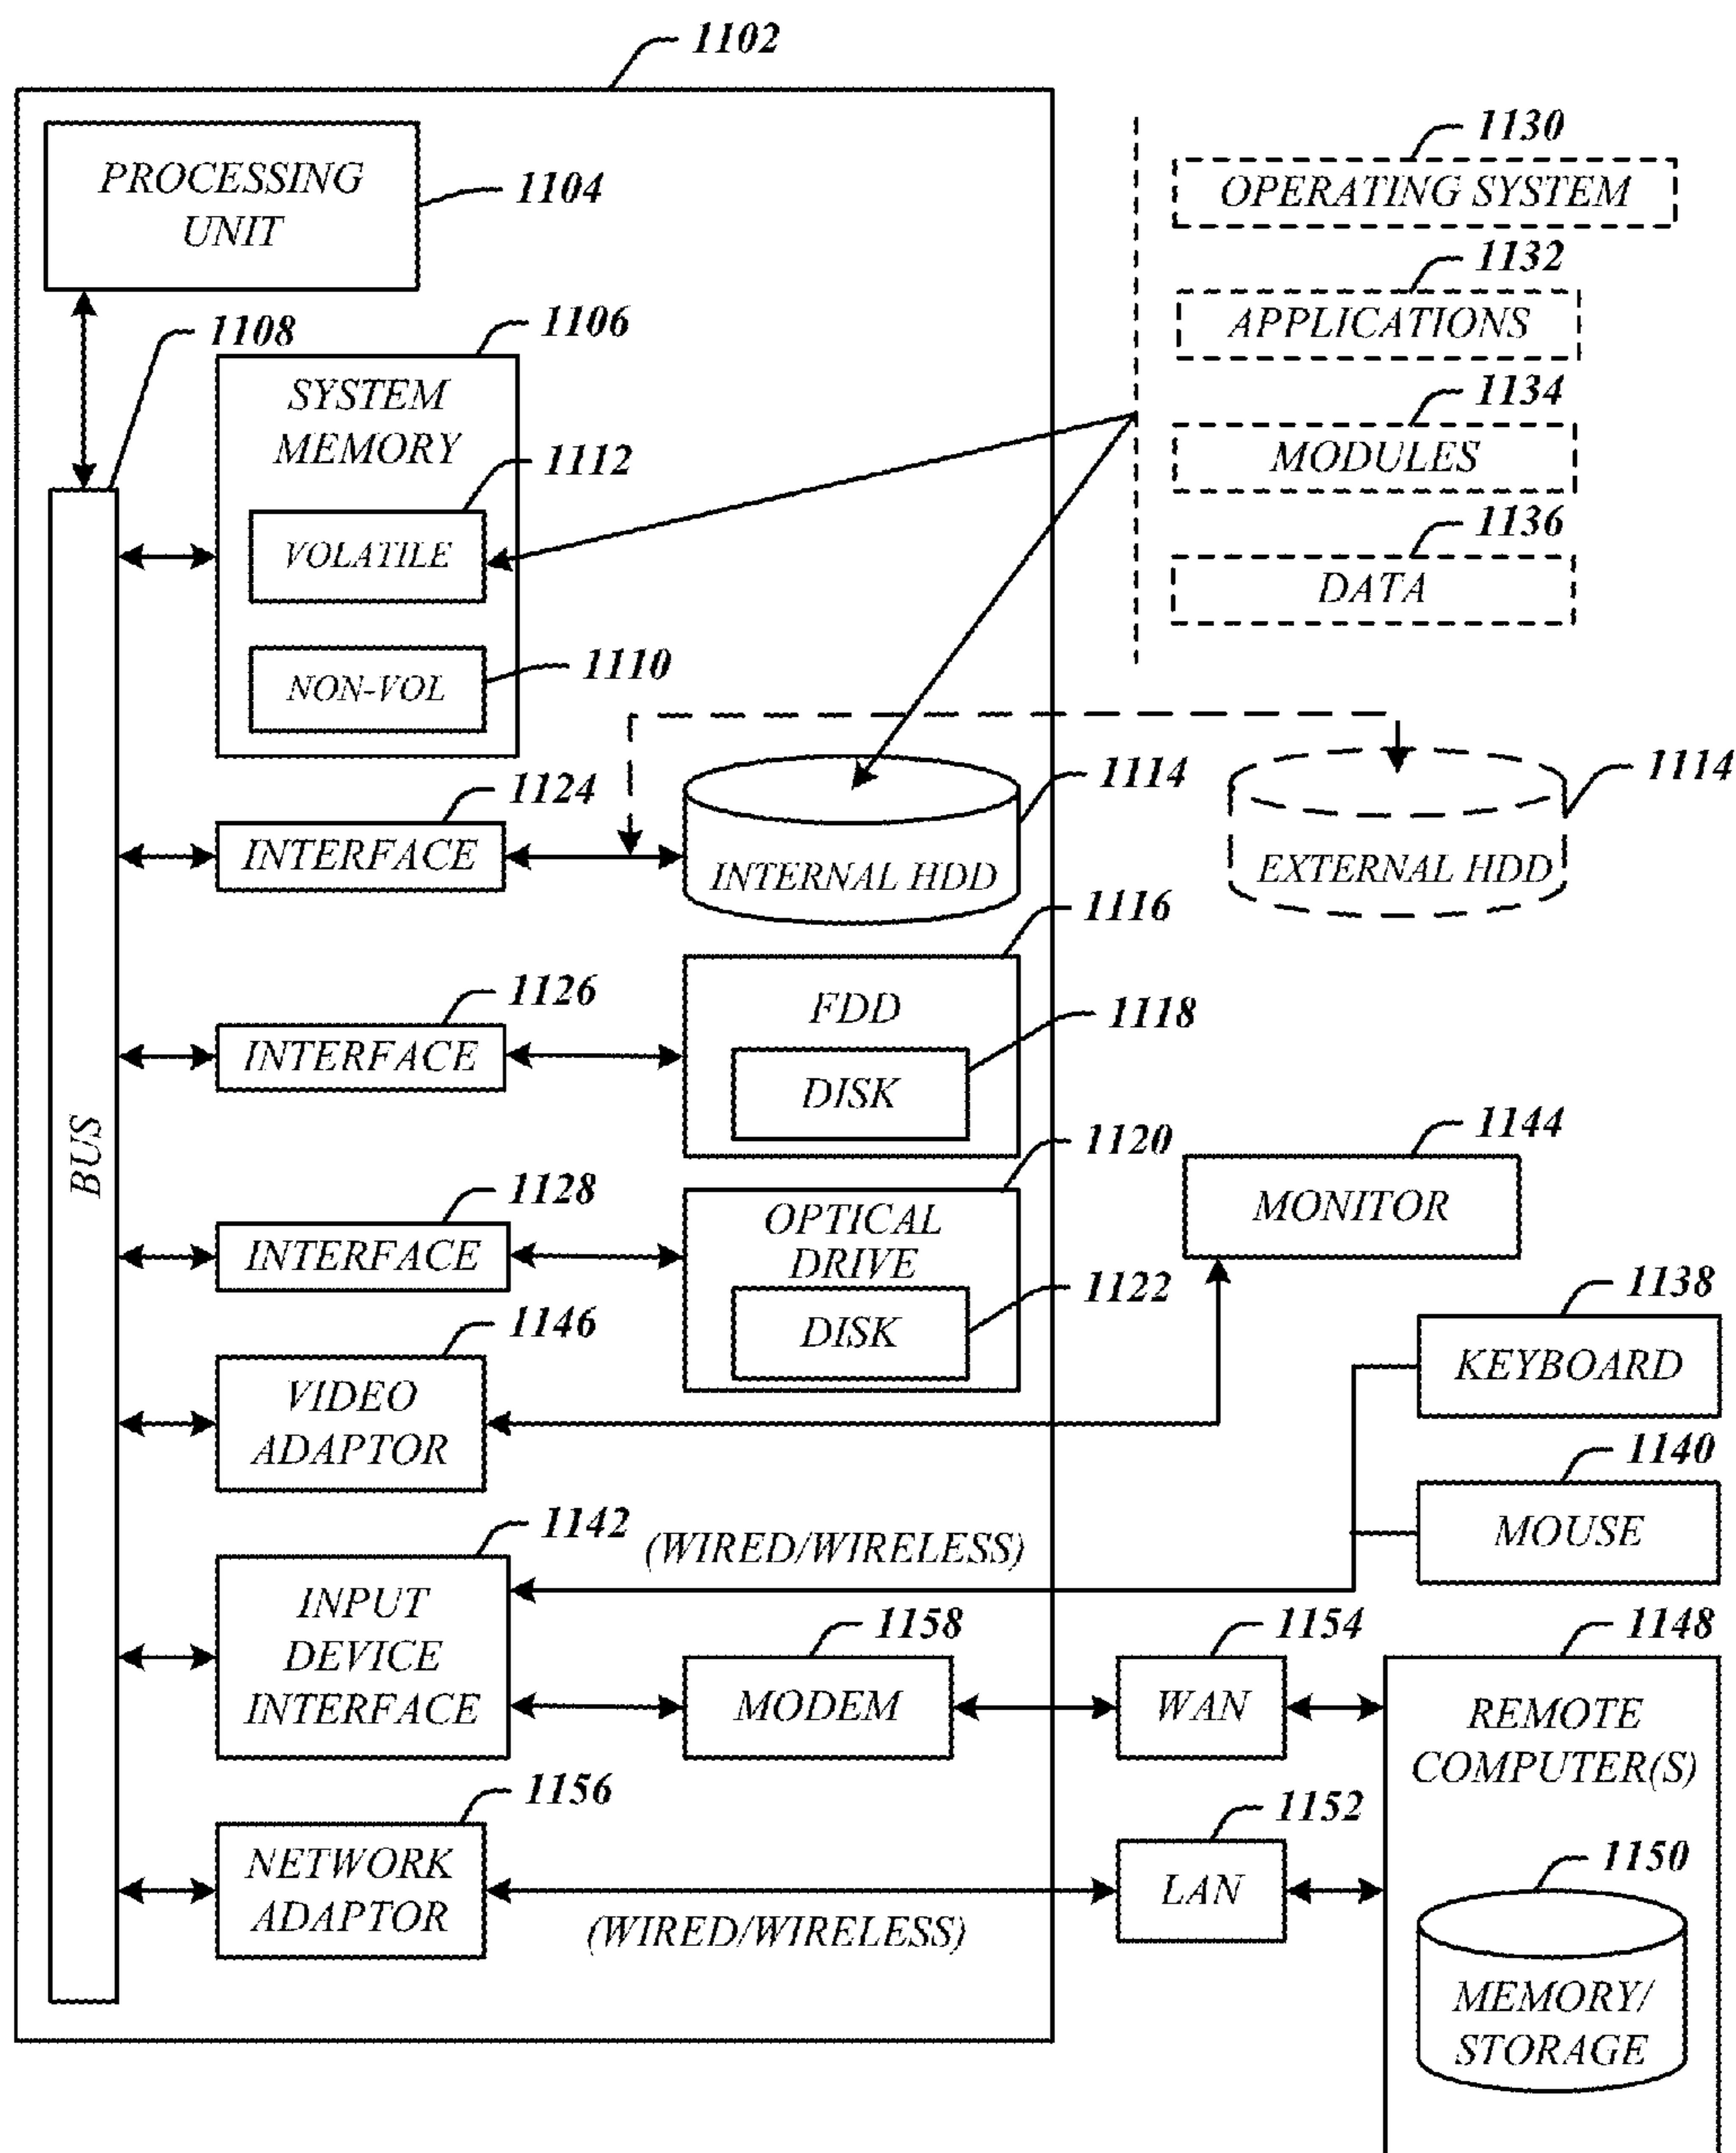 1102
PROCESSING
UNIT
1104
1130
OPERATING SYSTEM
1132
APPLICATIONS
1134
MODULES
1136
DATA
1108
1106
SYSTEM
MEMORY
1112
VOLATILE
1110
NON-VOL
BUS
1124
INTERFACE
1114
INTERNAL HDD
1114
EXTERNAL HDD
1126
INTERFACE
1116
FDD
1118
DISK
1128
INTERFACE
1120
OPTICAL
DRIVE
1122
DISK
1144
MONITOR
1146
VIDEO
ADAPTOR
1138
KEYBOARD
1140
MOUSE
1142
INPUT
DEVICE
INTERFACE
(WIRED/WIRELESS)
1158
MODEM
1154
WAN
1148
REMOTE
COMPUTER(S)
1156
NETWORK
ADAPTOR
(WIRED/WIRELESS)
1152
LAN
1150
MEMORY/
STORAGE